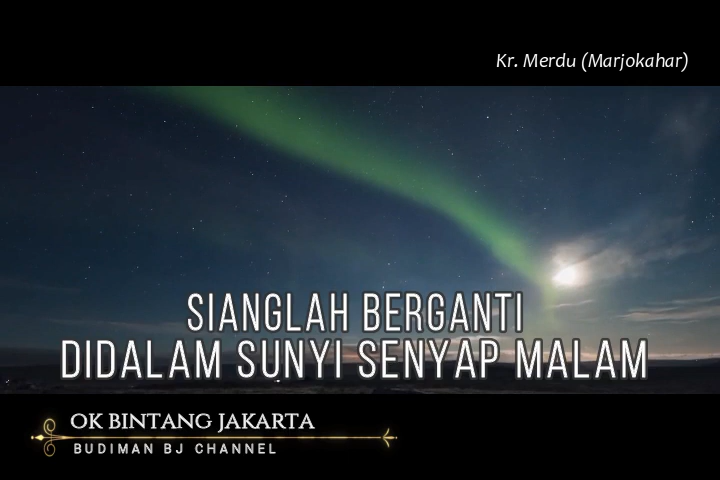 Kr. Merdu (Marjokahar)
SIANGLAH BERGANTI
DIDALAM SUNYI SENYAP MALAM
OK BINTANG JAKARTA
BUDIMAN BJ CHANNEL